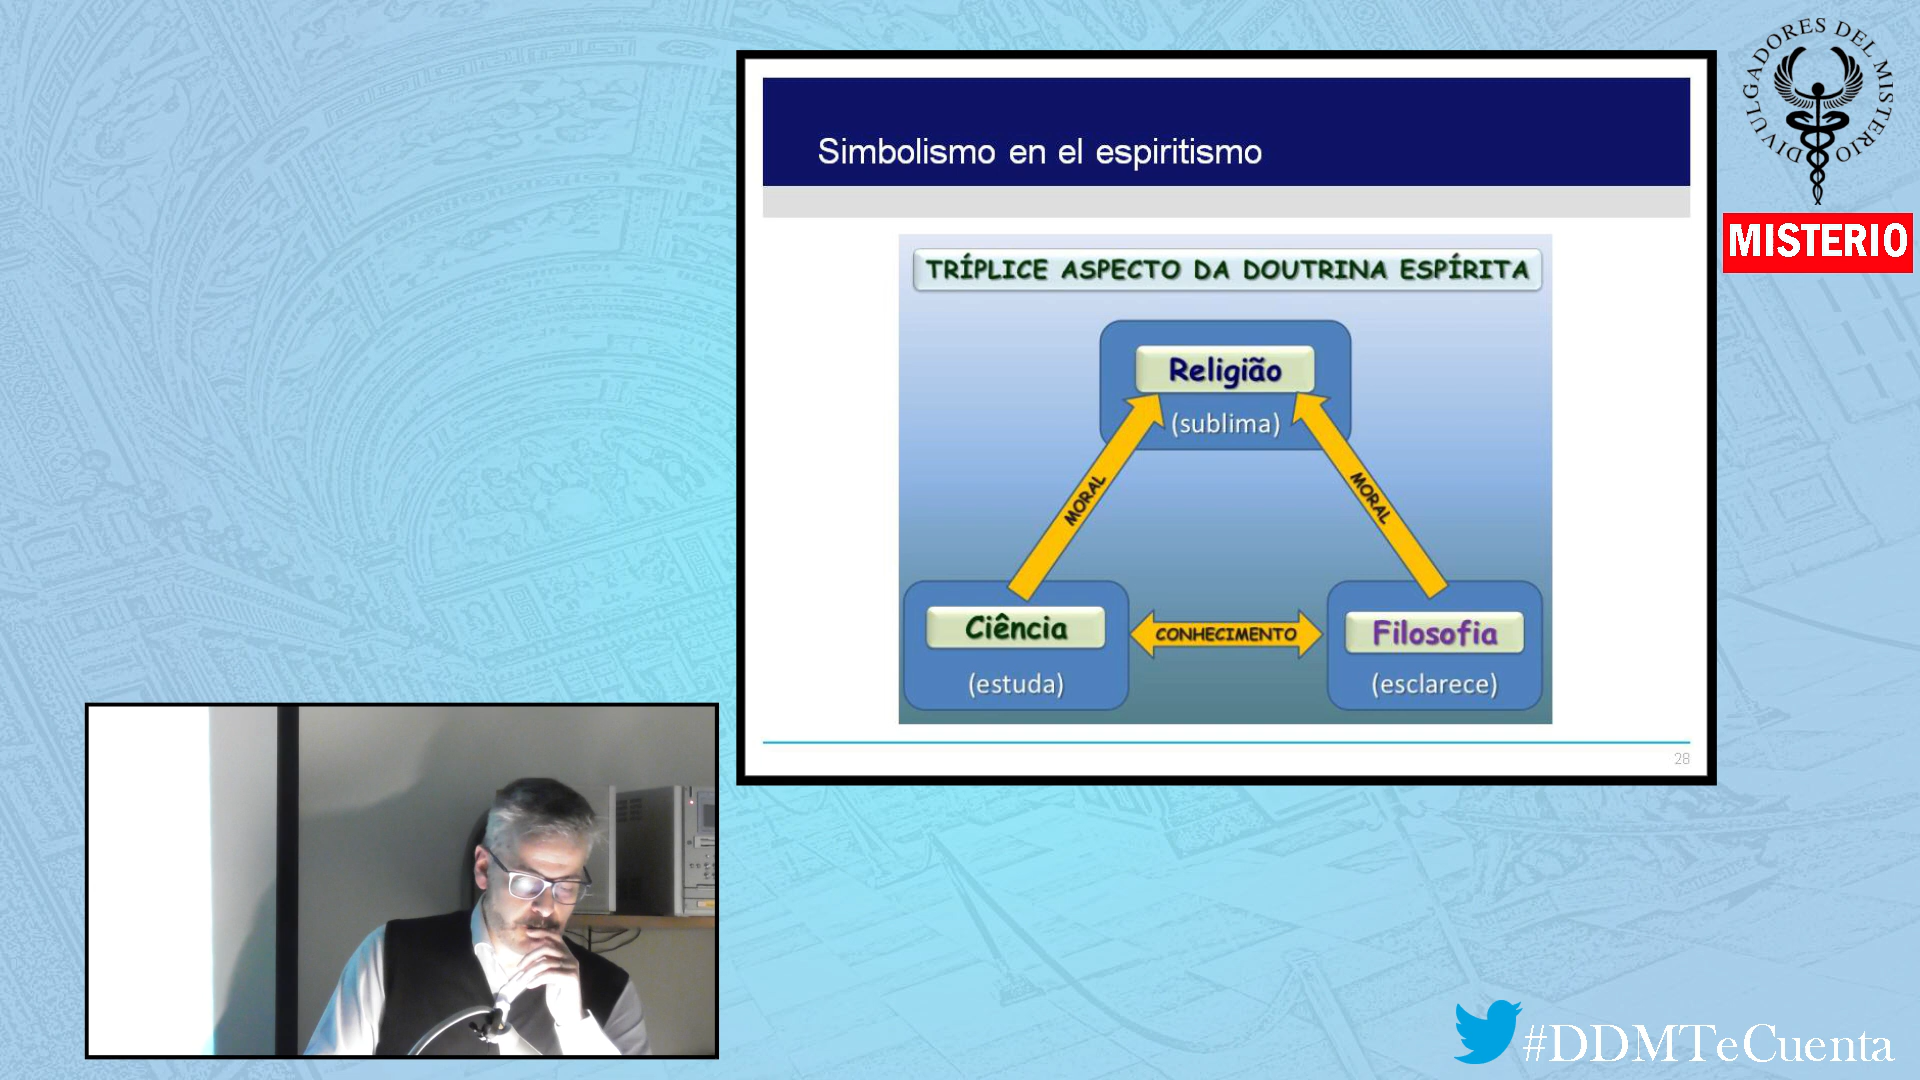 Simbolismo en el espiritismo
TRÍPLICE ASPECTO DA DOUTRINA ESPÍRITA
Religião
(sublima)
MORAL
MORAL
Ciência
(estuda)
CONHECIMENTO
Filosofia
(esclarece)
28
DIVULGADORES DEL MISTERIO
MISTERIO
#DDMTeCuenta